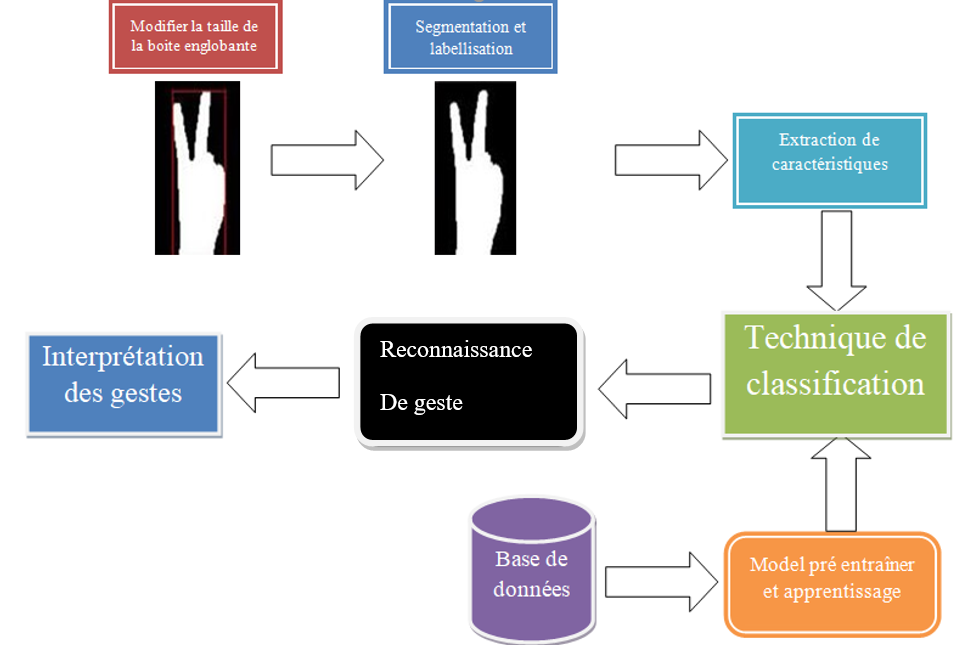 Modifier la taille de
la boite englobante
Segmentation et
labellisation
Extraction de
caractéristiques
Technique de
classification
Reconnaissance
De geste
Interprétation
des gestes
Base de
données
Model pré entraîner
et apprentissage